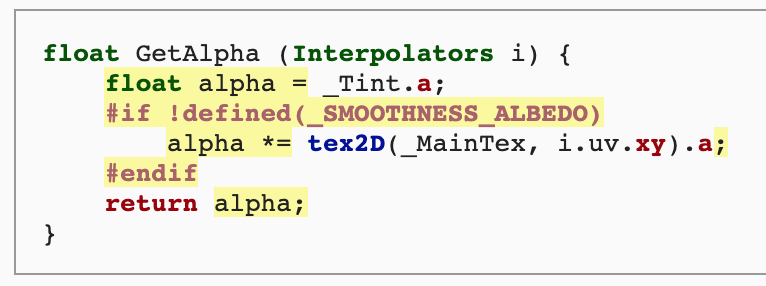 float GetAlpha (Interpolators i) {
    float alpha = _Tint.a;
    #if !defined(_SMOOTHNESS_ALBEDO)
        alpha *= tex2D(_MainTex, i.uv.xy).a;
    #endif
    return alpha;
}